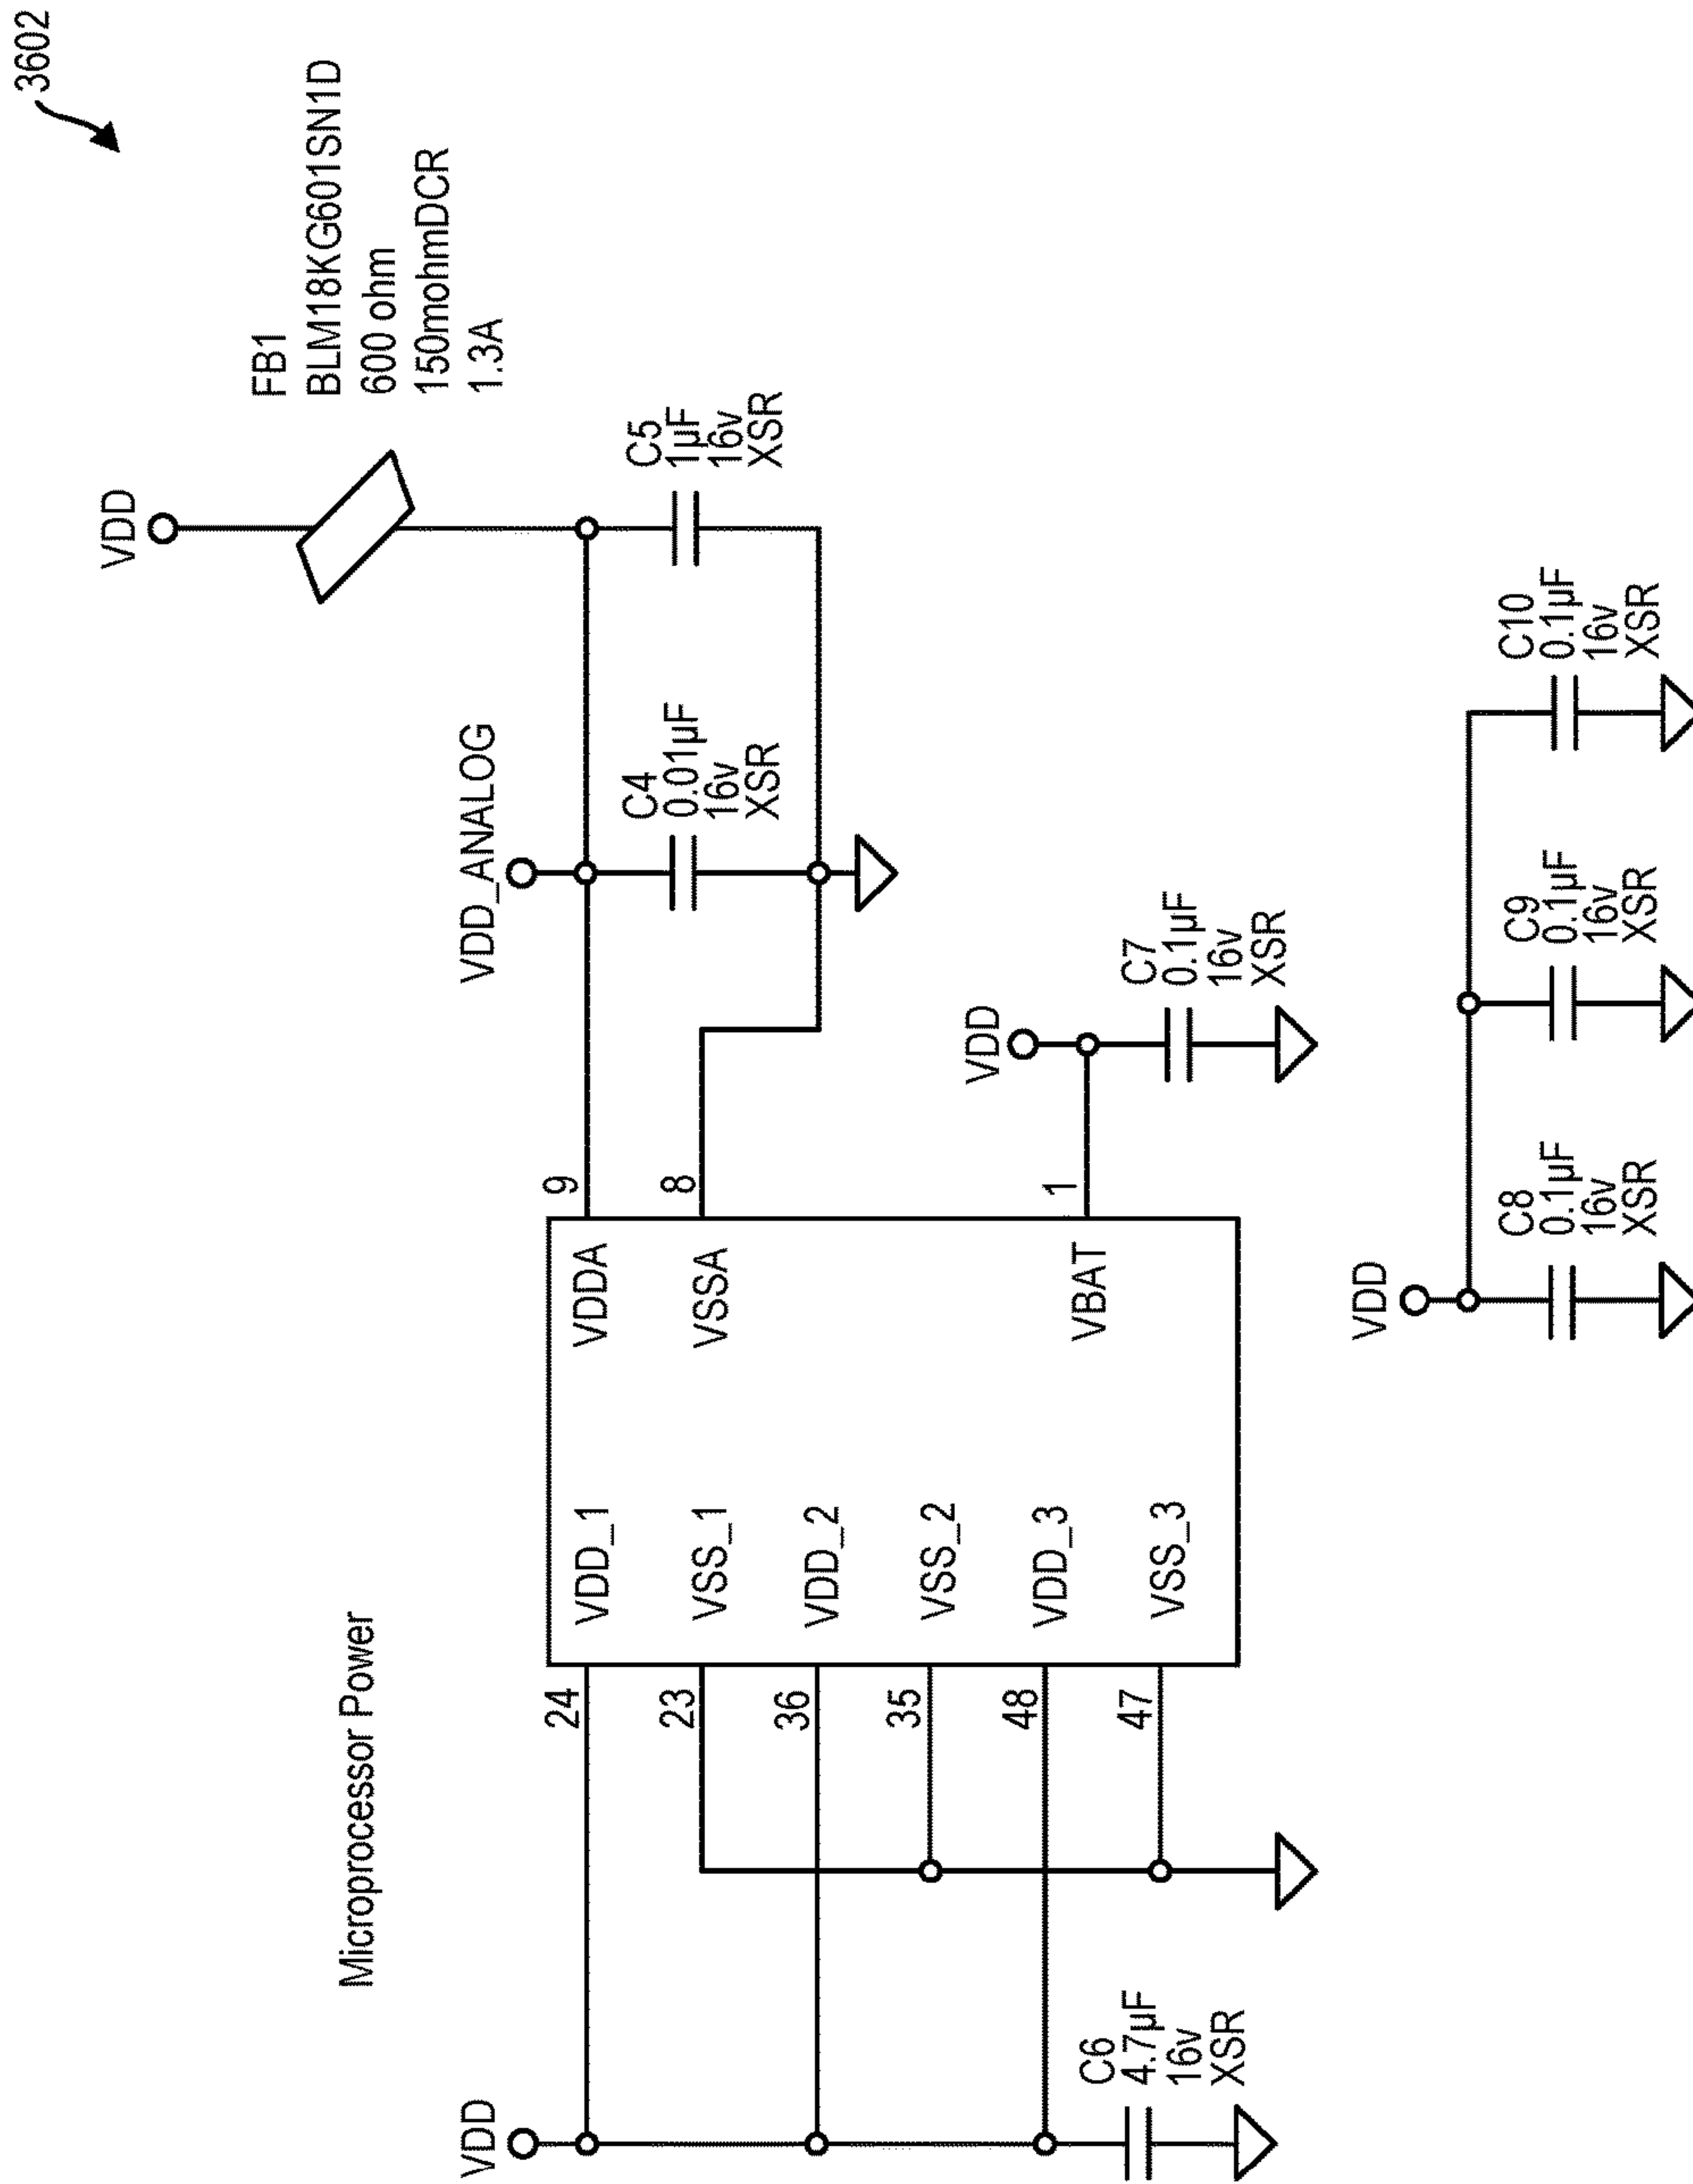 3602
Microprocessor Power
VDD
FB1
BLM18KG601SN1D
600 ohm
150mohmDCR
1.3A
VDD
VDD_ANALOG
C4
0.01µF
16v
XSR
C5
1µF
16v
XSR
24
VDD_1
VDDA
9
23
VSS_1
VSSA
8
36
VDD_2
35
VSS_2
48
VDD_3
VBAT
1
47
VSS_3
VDD
C6
4.7µF
16v
XSR
C7
0.1µF
16v
XSR
VDD
C8
0.1µF
16v
XSR
C9
0.1µF
16v
XSR
C10
0.1µF
16v
XSR